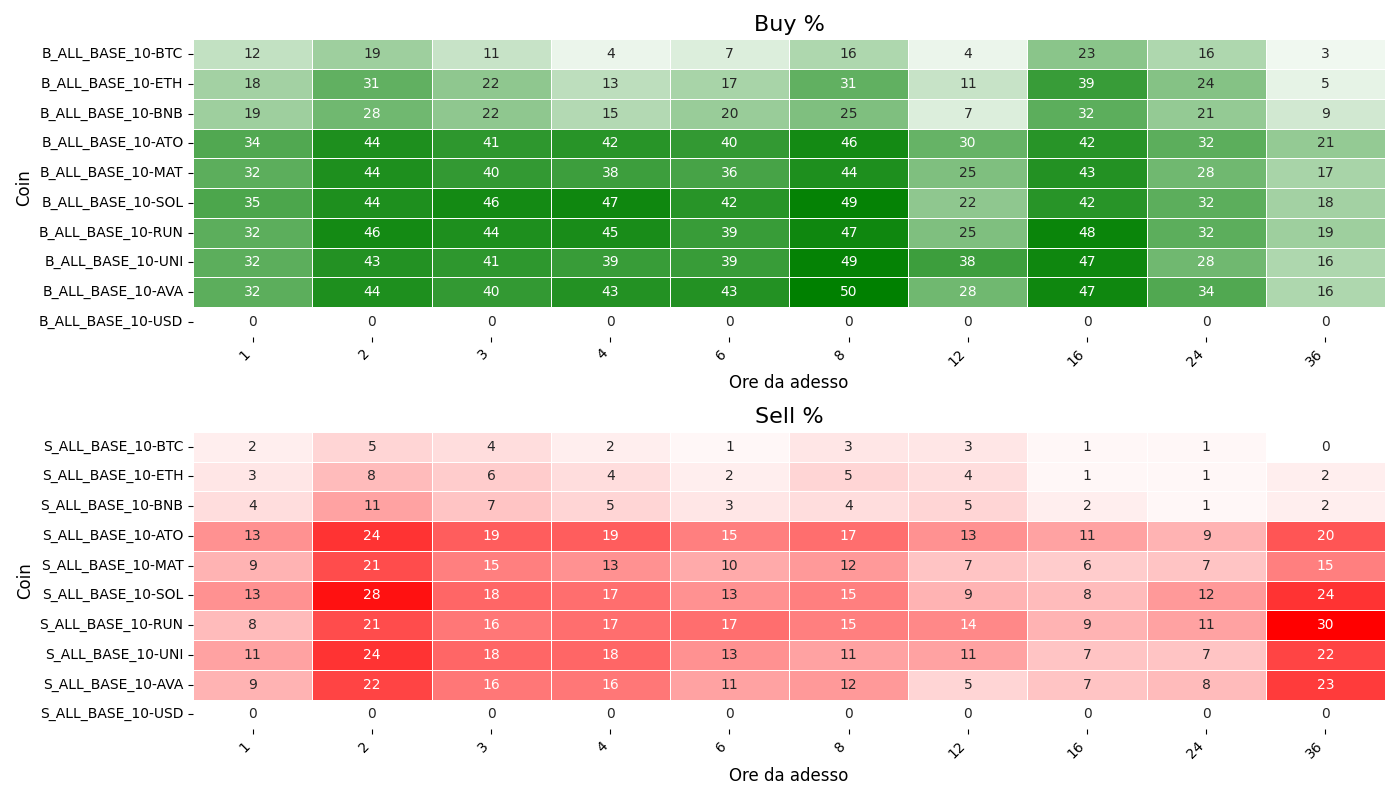 Buy %
Coin
B_ALL_BASE_10-BTC 12 19 11 4 7 16 4 23 16 3
B_ALL_BASE_10-ETH 18 31 22 13 17 31 11 39 24 5
B_ALL_BASE_10-BNB 19 28 22 15 20 25 7 32 21 9
B_ALL_BASE_10-ATO 34 44 41 42 40 46 30 42 32 21
B_ALL_BASE_10-MAT 32 44 40 38 36 44 25 43 28 17
B_ALL_BASE_10-SOL 35 44 46 47 42 49 22 42 32 18
B_ALL_BASE_10-RUN 32 46 44 45 39 47 25 48 32 19
B_ALL_BASE_10-UNI 32 43 41 39 39 49 38 47 28 16
B_ALL_BASE_10-AVA 32 44 40 43 43 50 28 47 34 16
B_ALL_BASE_10-USD 0 0 0 0 0 0 0 0 0 0
1 2 3 4 6 8 12 16 24 36
Ore da adesso
Sell %
Coin
S_ALL_BASE_10-BTC 2 5 4 2 1 3 3 1 1 0
S_ALL_BASE_10-ETH 3 8 6 4 2 5 4 1 1 2
S_ALL_BASE_10-BNB 4 11 7 5 3 4 5 2 1 2
S_ALL_BASE_10-ATO 13 24 19 19 15 17 13 11 9 20
S_ALL_BASE_10-MAT 9 21 15 13 10 12 7 6 7 15
S_ALL_BASE_10-SOL 13 28 18 17 13 15 9 8 12 24
S_ALL_BASE_10-RUN 8 21 16 17 17 15 14 9 11 30
S_ALL_BASE_10-UNI 11 24 18 18 13 11 11 7 7 22
S_ALL_BASE_10-AVA 9 22 16 16 11 12 5 7 8 23
S_ALL_BASE_10-USD 0 0 0 0 0 0 0 0 0 0
1 2 3 4 6 8 12 16 24 36
Ore da adesso